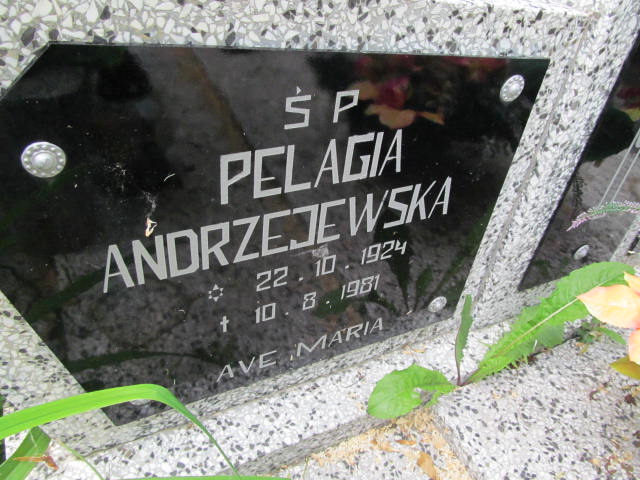 Ś P
PELAGIA
ANDRZEJEWSKA
22.10.1924
† 10.8.1981
AVE MARIA